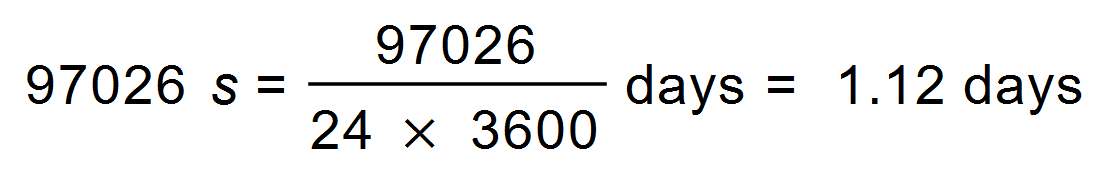 97026 s = 97026 / 24 × 3600 days = 1.12 days